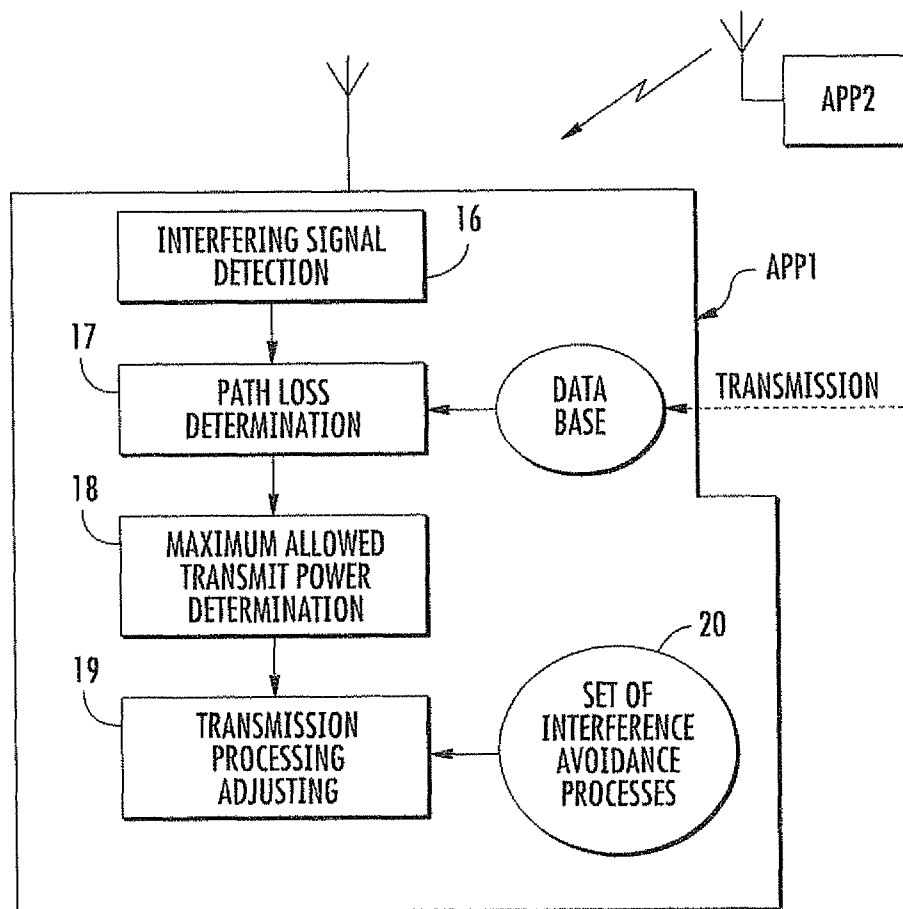 APP2
INTERFERING SIGNAL
DETECTION
16
APP1
17
PATH LOSS
DETERMINATION
DATA
BASE
TRANSMISSION
18
MAXIMUM ALLOWED
TRANSMIT POWER
DETERMINATION
19
TRANSMISSION
PROCESSING
ADJUSTING
20
SET OF
INTERFERENCE
AVOIDANCE
PROCESSES